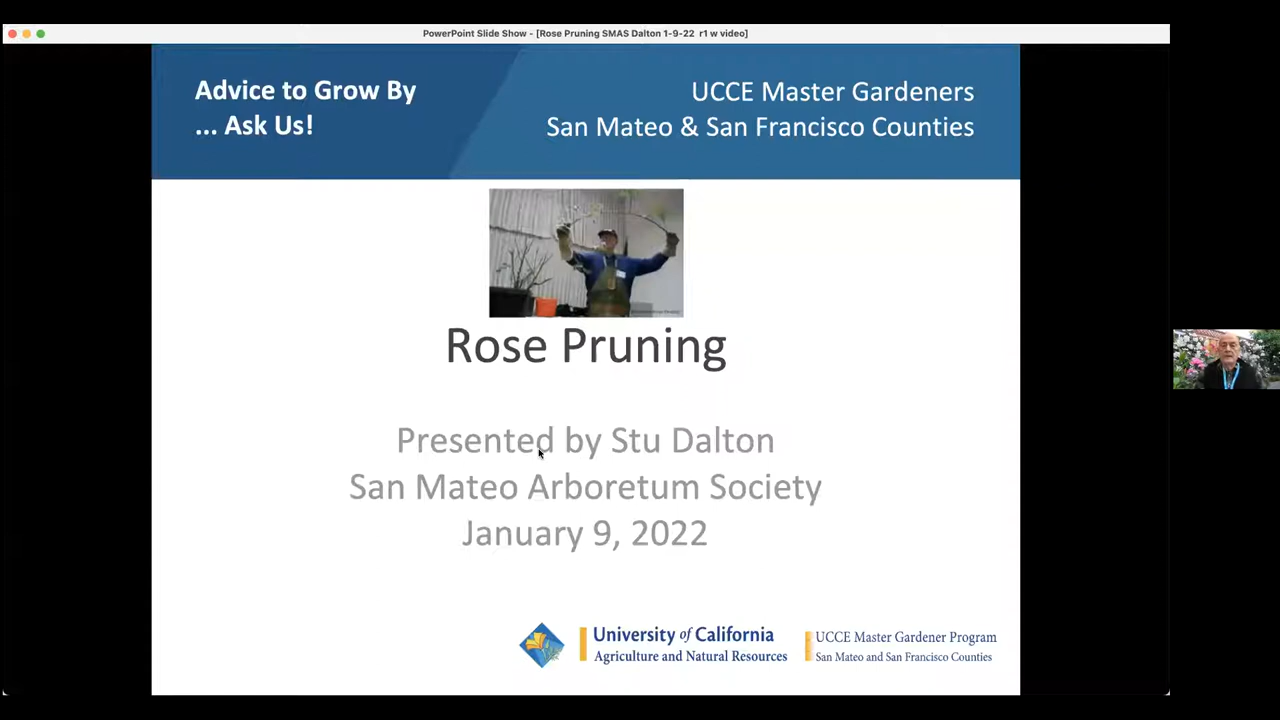 PowerPoint Slide Show - [Rose Pruning SMAS Dalton 1-9-22 r1 w video]
Advice to Grow By
... Ask Us!
UCCE Master Gardeners
San Mateo & San Francisco Counties
Rose Pruning
Presented by Stu Dalton
San Mateo Arboretum Society
January 9, 2022
University of California
Agriculture and Natural Resources
UCCE Master Gardener Program
San Mateo and San Francisco Counties